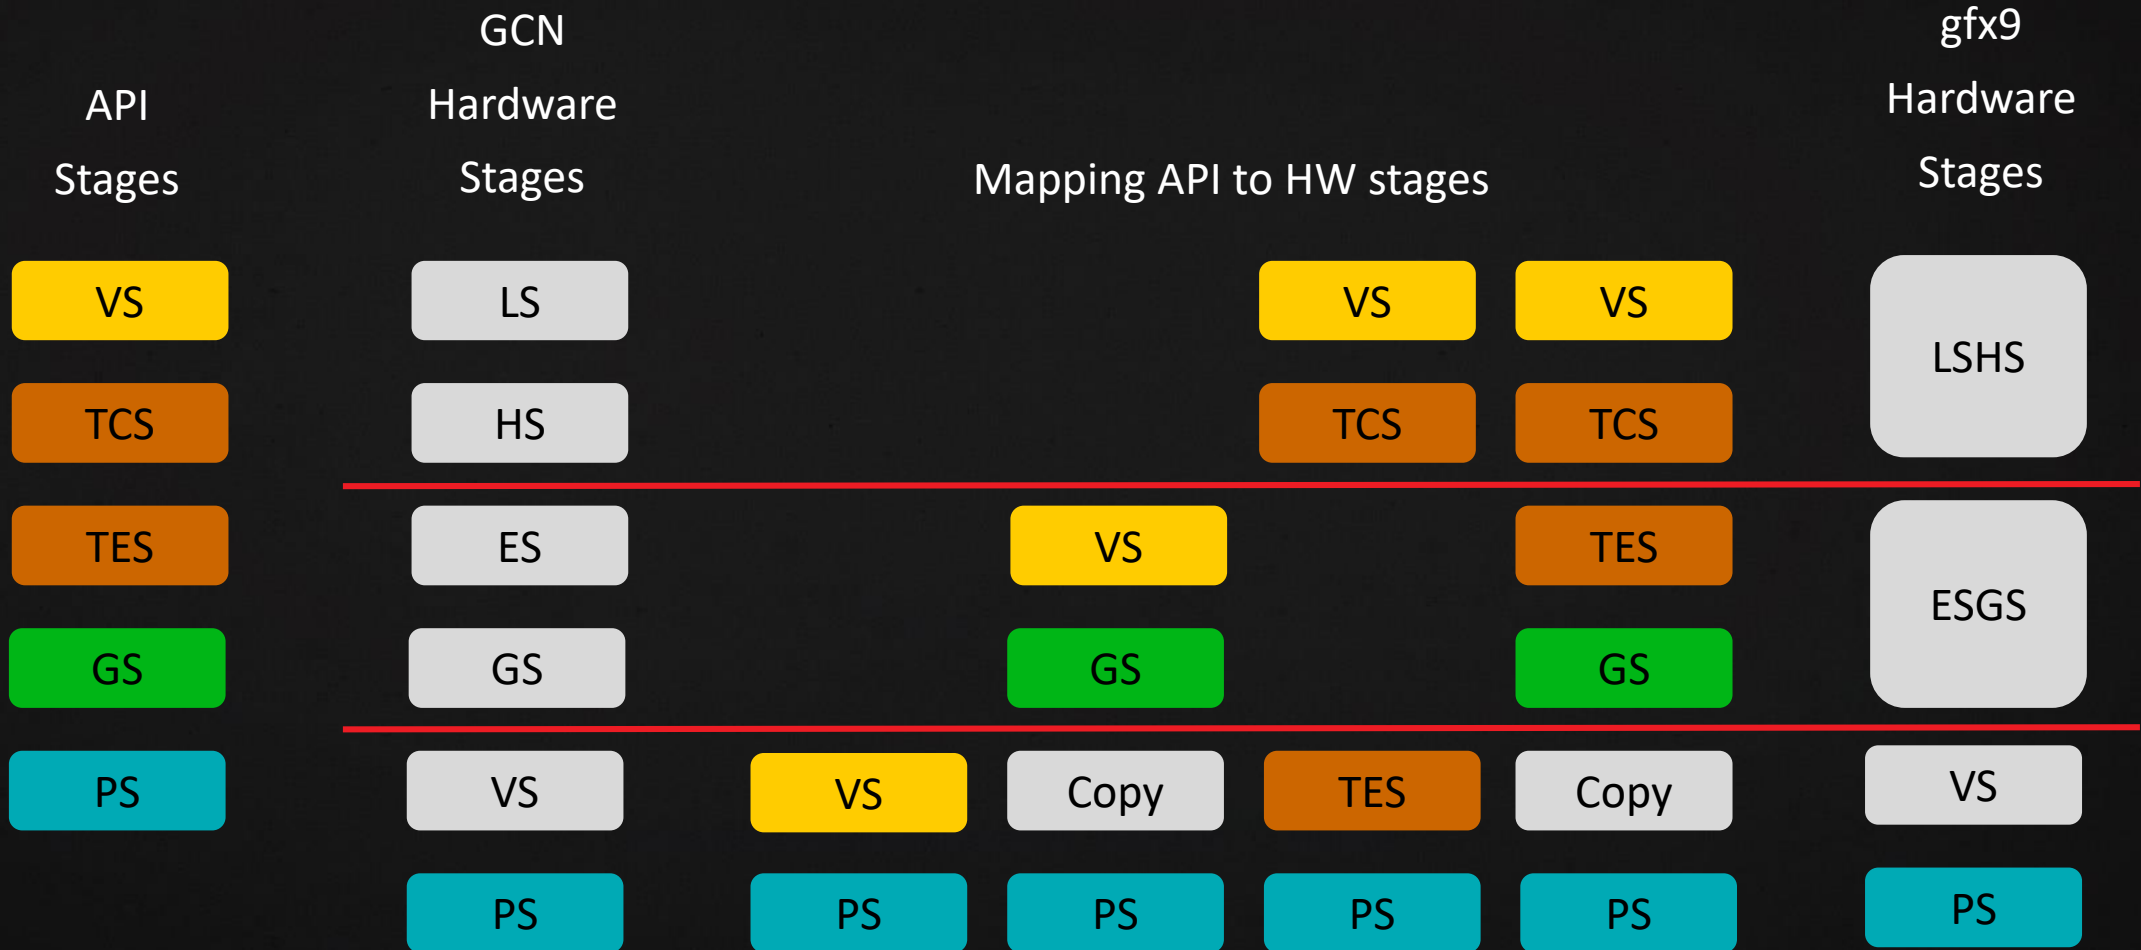 API
Stages
GCN
Hardware
Stages
Mapping API to HW stages
gfx9
Hardware
Stages
VS
LS
VS
VS
LSHS
TCS
HS
TCS
TCS
TES
ES
VS
TES
ESGS
GS
GS
GS
GS
PS
VS
VS
Copy
TES
Copy
VS
PS
PS
PS
PS
PS
PS